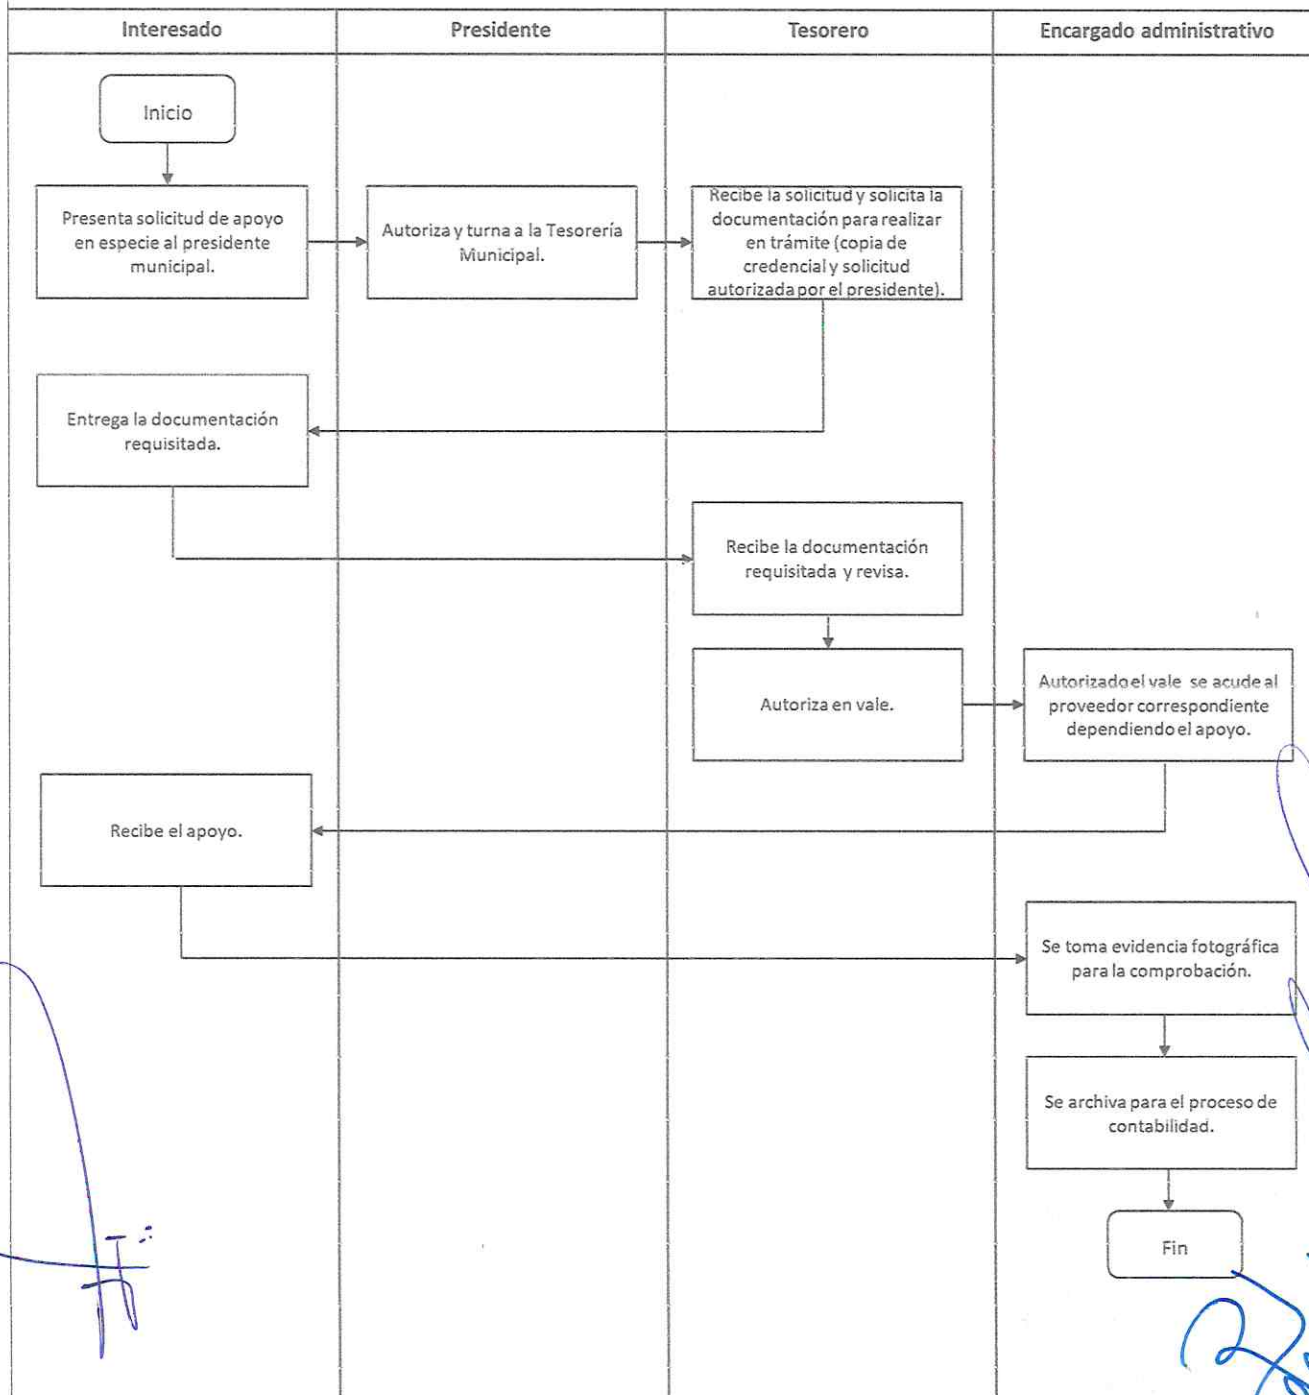 Interesado
Presidente
Tesorero
Encargado administrativo
Inicio
Presenta solicitud de apoyo
en especie al presidente
municipal.
Autoriza y turna a la Tesorería
Municipal.
Recibe la solicitud y solicita la
documentación para realizar
en trámite (copia de
credencial y solicitud
autorizada por el presidente).
Entrega la documentación
requisitada.
Recibe la documentación
requisitada y revisa.
Autoriza en vale.
Autorizado el vale se acude al
proveedor correspondiente
dependiendo el apoyo.
Recibe el apoyo.
Se toma evidencia fotográfica
para la comprobación.
Se archiva para el proceso de
contabilidad.
Fin